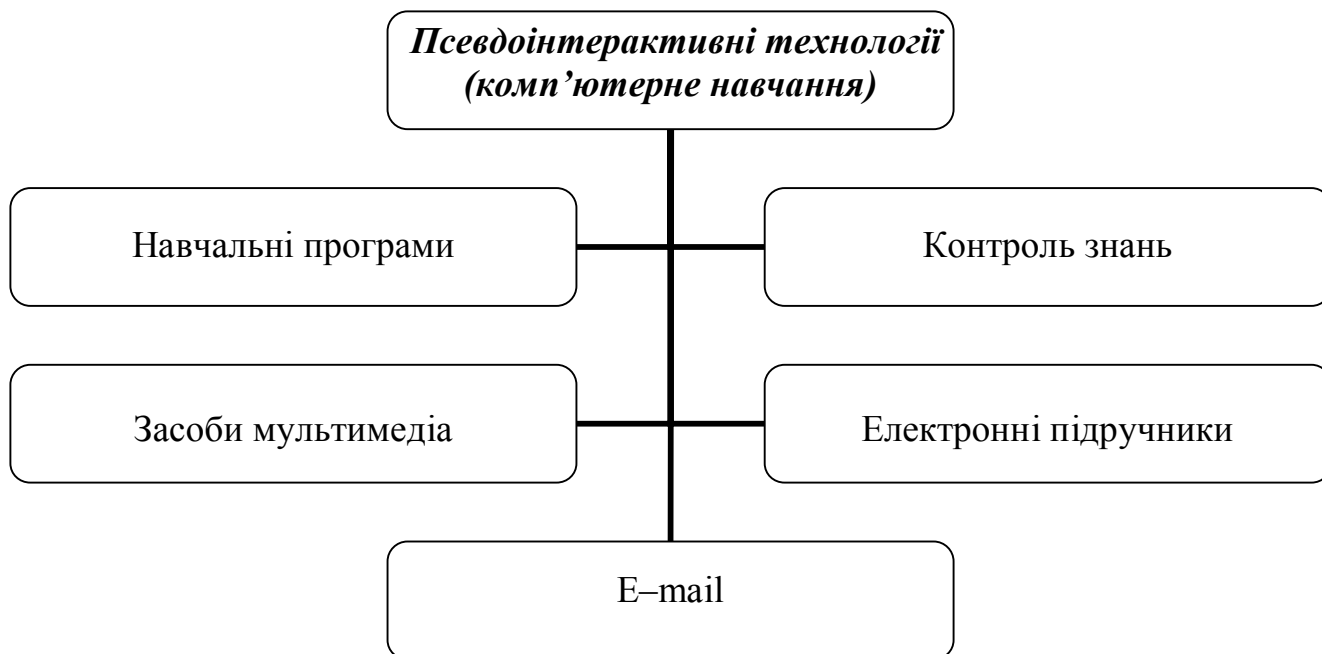 Псевдоінтерактивні технології
(комп’ютерне навчання)
Навчальні програми
Контроль знань
Засоби мультимедіа
Електронні підручники
E–mail